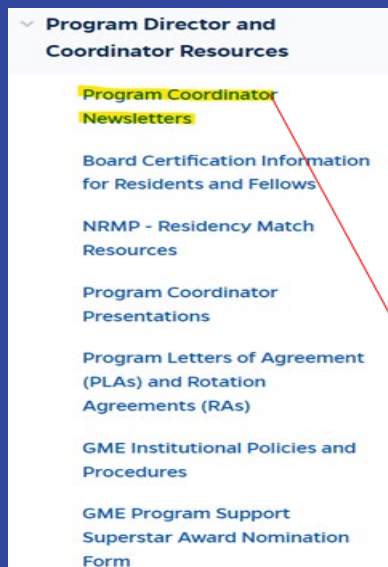 Program Director and
Coordinator Resources
Program Coordinator
Newsletters
Board Certification Information
for Residents and Fellows
NRMP - Residency Match
Resources
Program Coordinator
Presentations
Program Letters of Agreement
(PLAs) and Rotation
Agreements (RAs)
GME Institutional Policies and
Procedures
GME Program Support
Superstar Award Nomination
Form